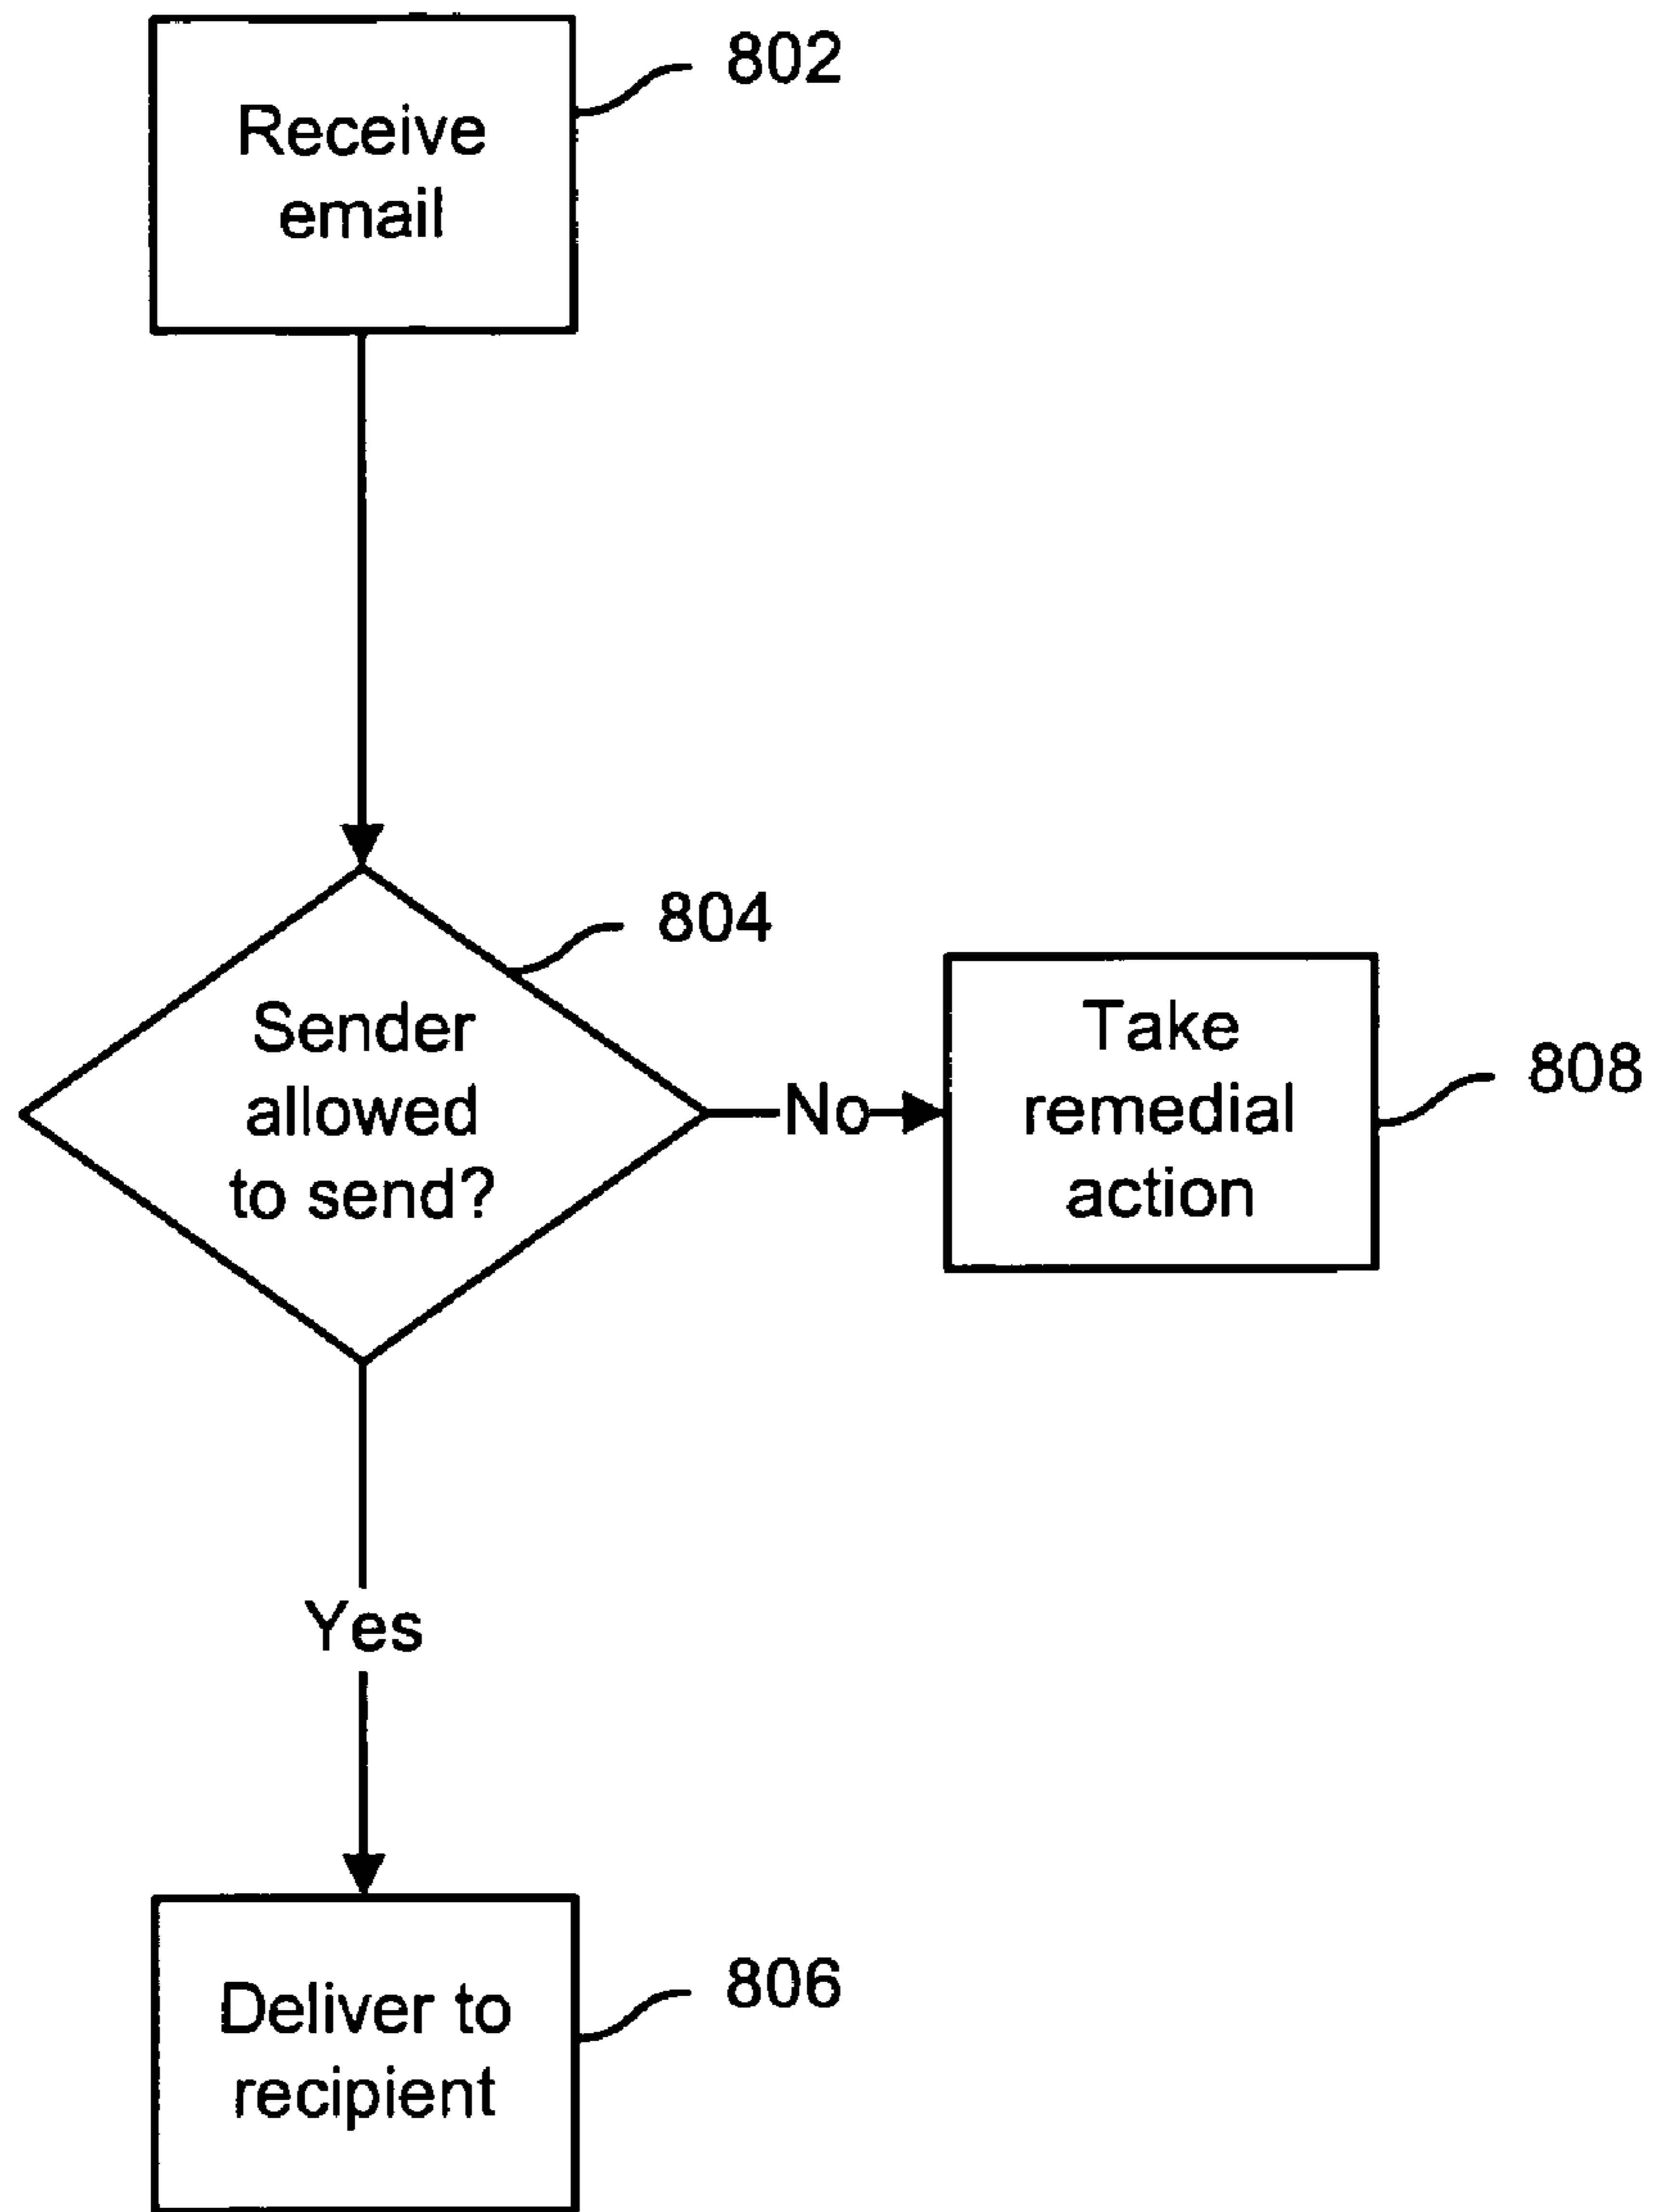 802
Receive
email
804
Sender
allowed
to send?
No
Take
remedial
action
808
Yes
806
Deliver to
recipient